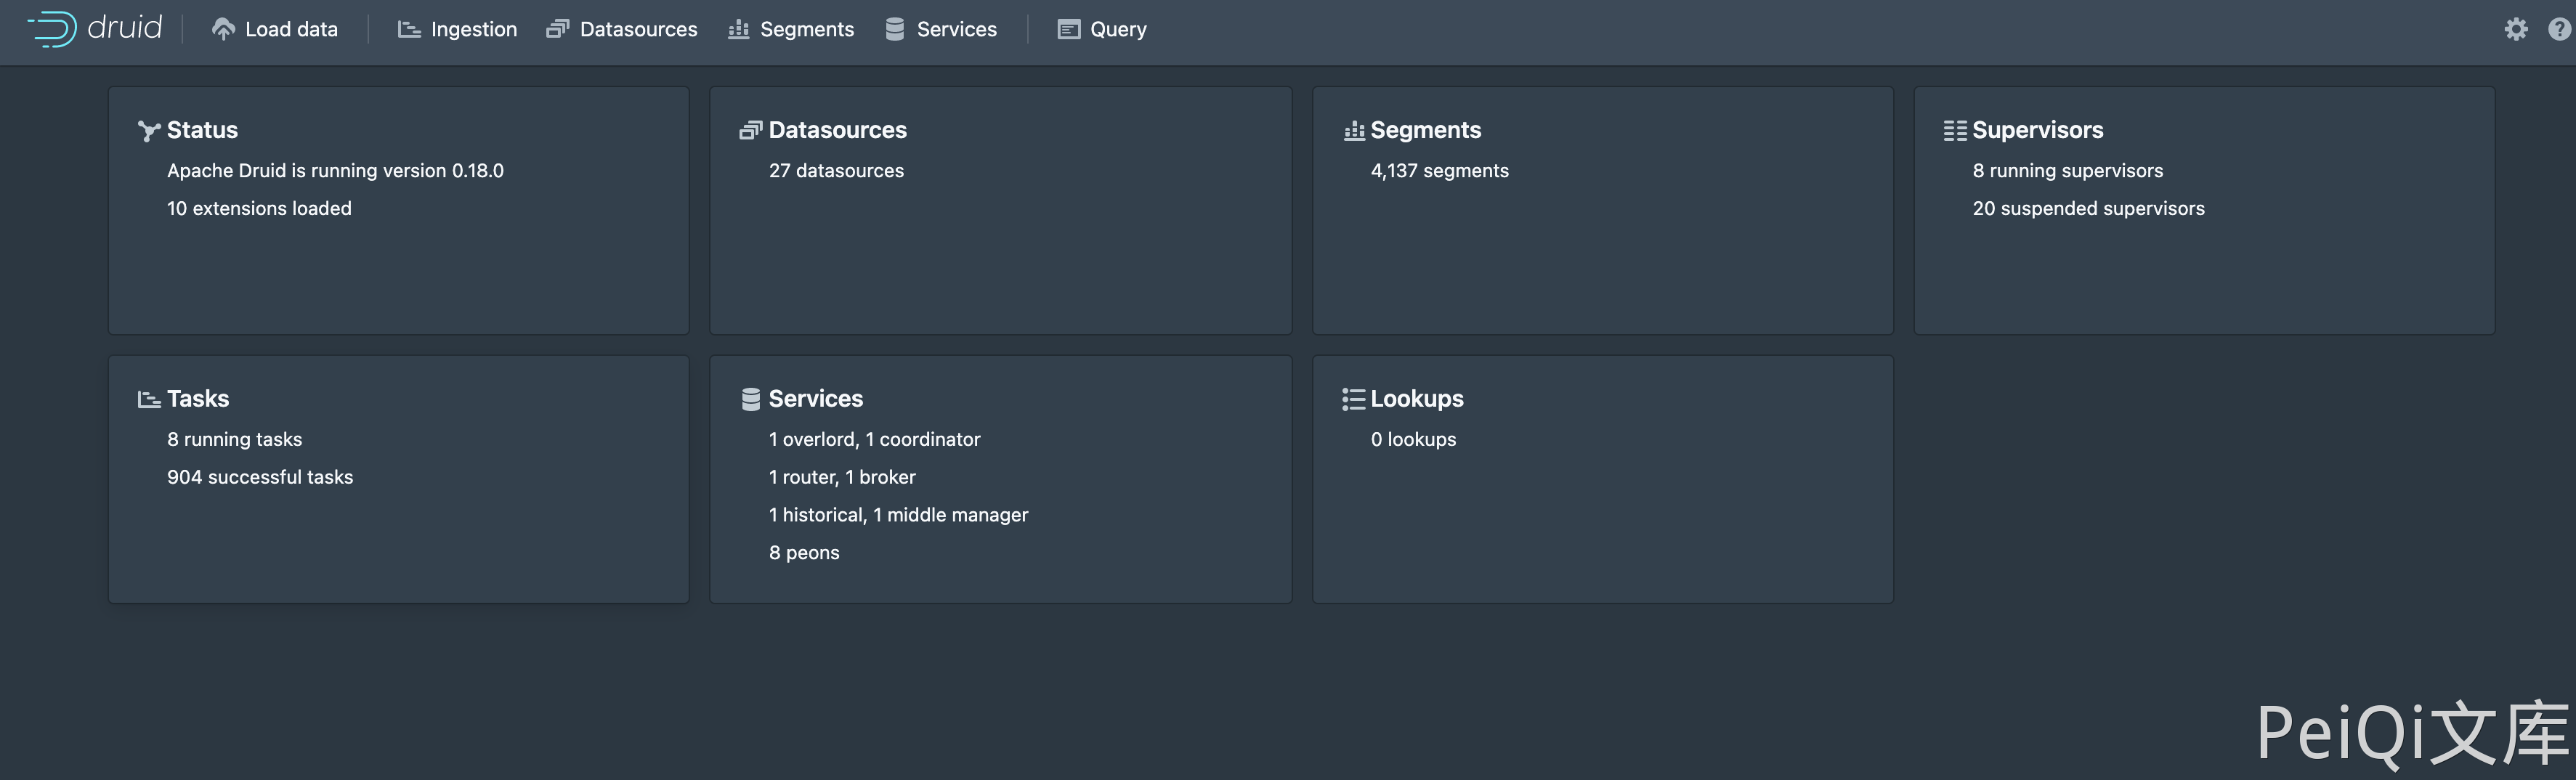 druid Load data Ingestion Datasources Segments Services Query
Status
Apache Druid is running version 0.18.0
10 extensions loaded
Datasources
27 datasources
Segments
4,137 segments
Supervisors
8 running supervisors
20 suspended supervisors
Tasks
8 running tasks
904 successful tasks
Services
1 overlord, 1 coordinator
1 router, 1 broker
1 historical, 1 middle manager
8 peons
Lookups
0 lookups
PeiQi文库